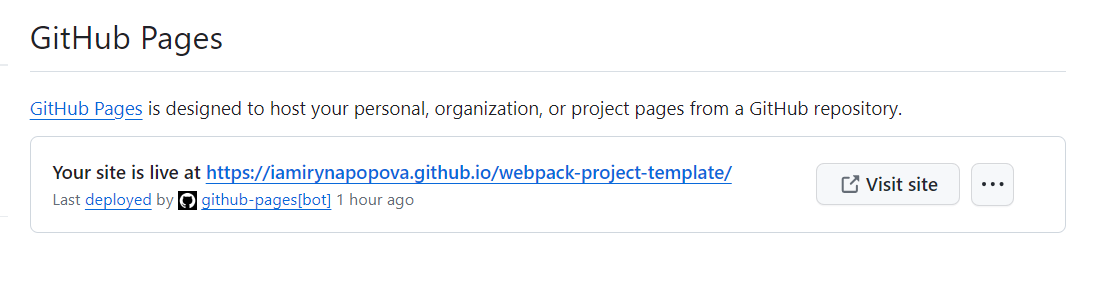 GitHub Pages
GitHub Pages is designed to host your personal, organization, or project pages from a GitHub repository.
Your site is live at https://iamirynapopova.github.io/webpack-project-template/
Last deployed by github-pages[bot] 1 hour ago
Visit site